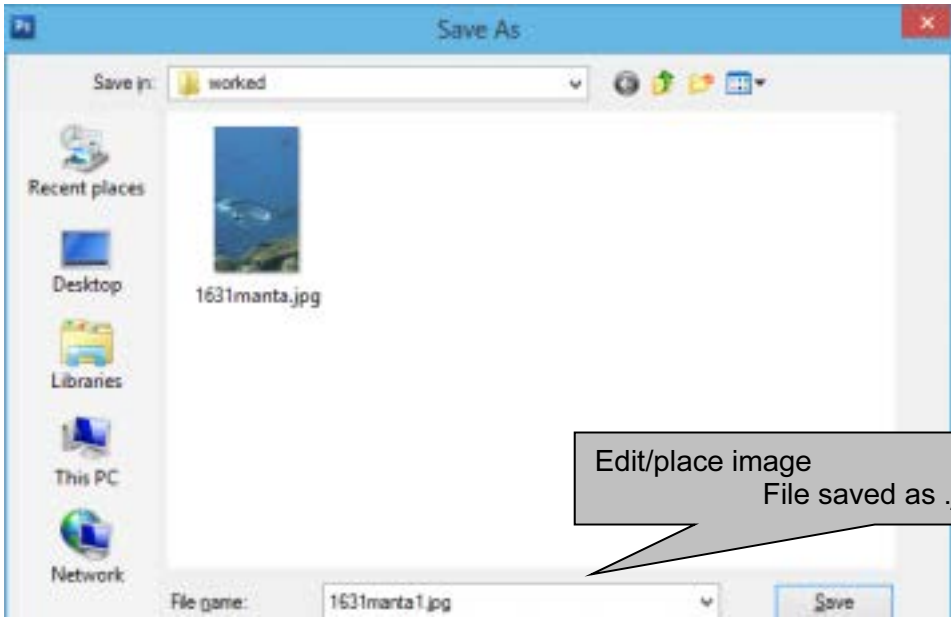 Ps
Save As
Save in:
worked
Recent places
Desktop
Libraries
This PC
Network
1631manta.jpg
Edit/place image
File saved as .
File name:
1631manta1.jpg
Save